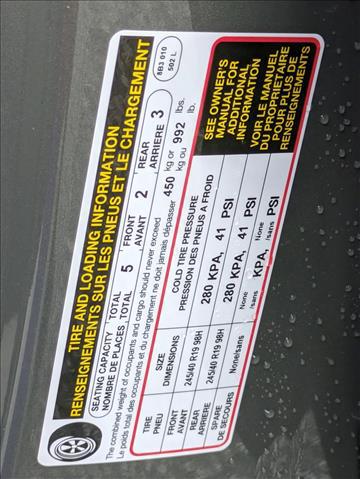 TIRE AND LOADING INFORMATION
RENSEIGNEMENTS SUR LES PNEUS ET LE CHARGEMENT
8B3 010
502 L
SEATING CAPACITY TOTAL 5 FRONT 2 REAR 3
NOMBRE DE PLACES TOTAL AVANT ARRIERE
The combined weight of occupants and cargo should never exceed 450 kg or 992 lbs.
Le poids total des occupants et du chargement ne doit jamais dépasser kg ou lb.
TIRE SIZE COLD TIRE PRESSURE
PNEU DIMENSIONS PRESSION DES PNEUS A FROID
FRONT 245/40 R19 98H 280 KPA, 41 PSI
AVANT
REAR 245/40 R19 98H 280 KPA, 41 PSI
ARRIERE
SPARE None/sans None/sans KPA, None/sans PSI
DE SECOURS
SEE OWNER'S
MANUAL FOR
ADDITIONAL
INFORMATION
VOIR LE MANUEL
DU PROPRIETAIRE
POUR PLUS DE
RENSEIGNEMENTS